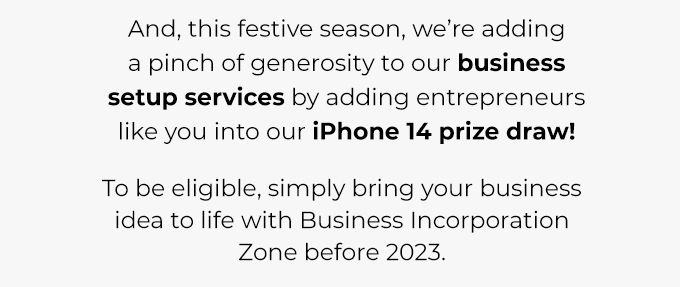 And, this festive season, we’re adding
a pinch of generosity to our business
setup services by adding entrepreneurs
like you into our iPhone 14 prize draw!
To be eligible, simply bring your business
idea to life with Business Incorporation
Zone before 2023.